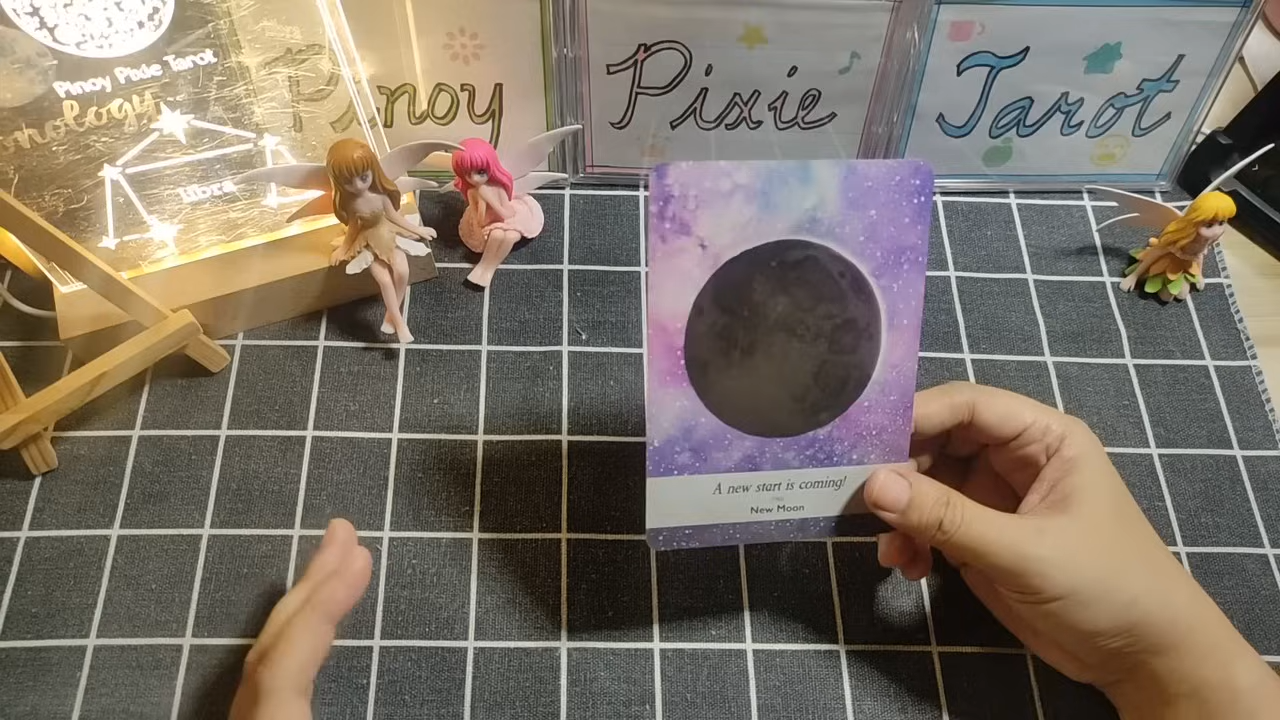 Pinoy Pixie Tarot
Libra
Pinoy
Pixie
Tarot
A new start is coming!
New Moon